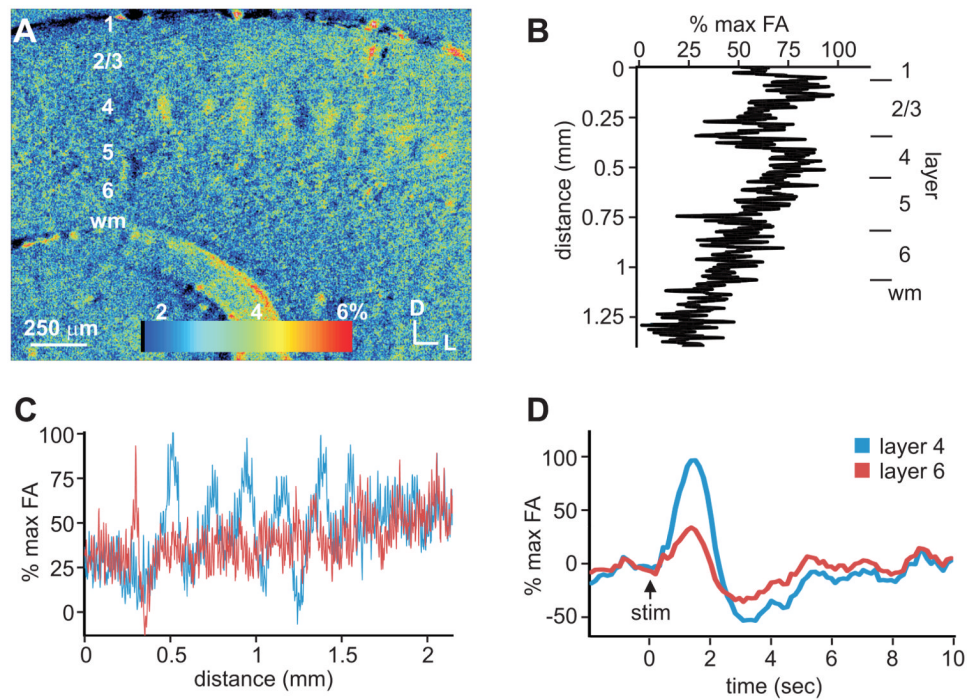 A
1
2/3
4
5
6
wm
2 4 6%
250 μm
D
L
B
% max FA
0 25 50 75 100
0
0.25
0.5
0.75
1
1.25
distance (mm)
1
2/3
4
5
6
wm
layer
C
100
75
50
25
0
% max FA
0 0.5 1 1.5 2
distance (mm)
D
layer 4
layer 6
100
50
0
-50
% max FA
stim
0 2 4 6 8 10
time (sec)